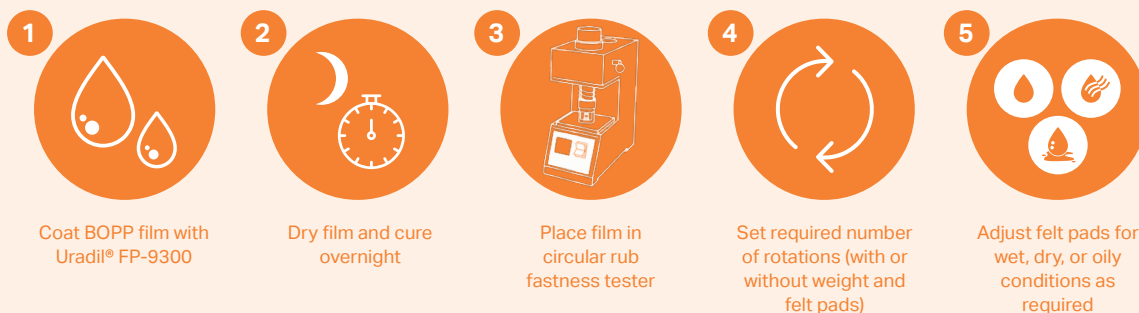 1
Coat BOPP film with
Uradil® FP-9300
2
Dry film and cure
overnight
3
Place film in
circular rub
fastness tester
4
Set required number
of rotations (with or
without weight and
felt pads)
5
Adjust felt pads for
wet, dry, or oily
conditions as
required